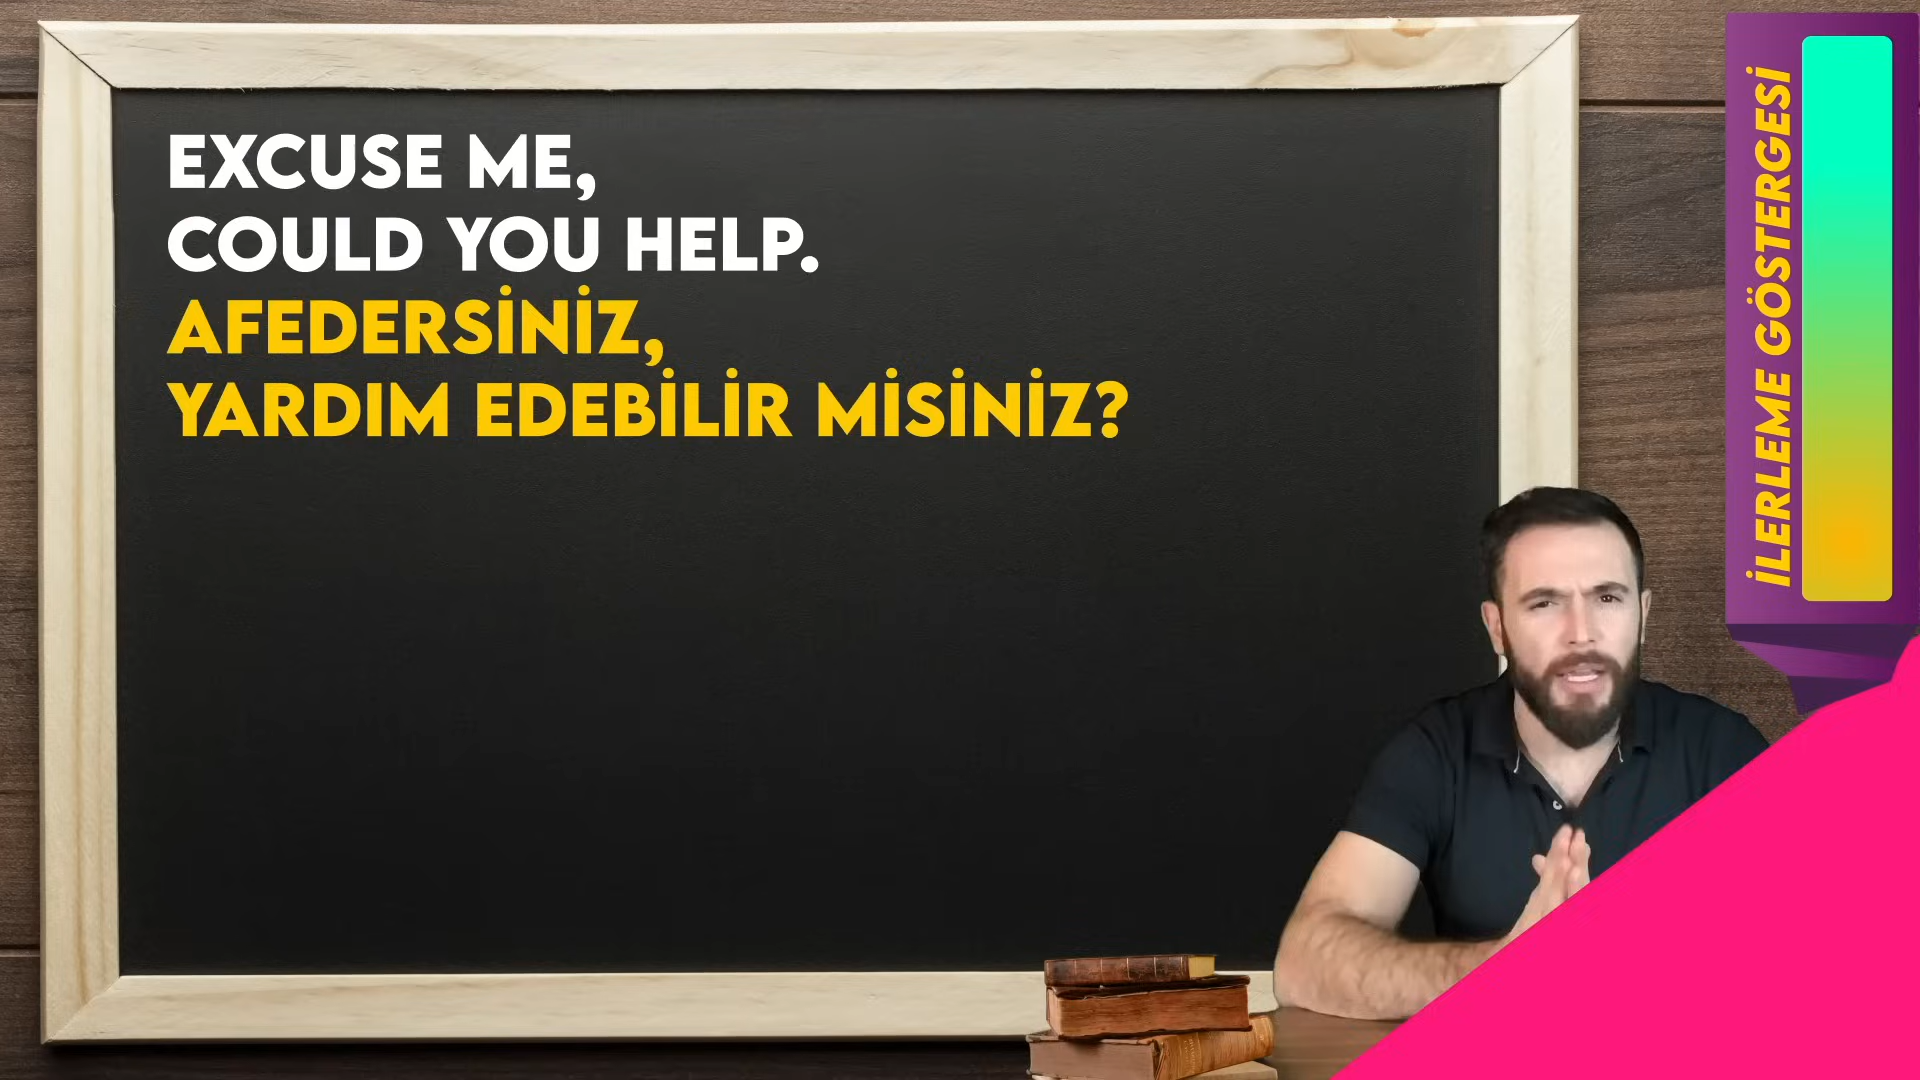 EXCUSE ME,
COULD YOU HELP.
AFEDERSİNİZ,
YARDIM EDEBİLİR MİSİNİZ?
İLERLEME GÖSTERGESİ